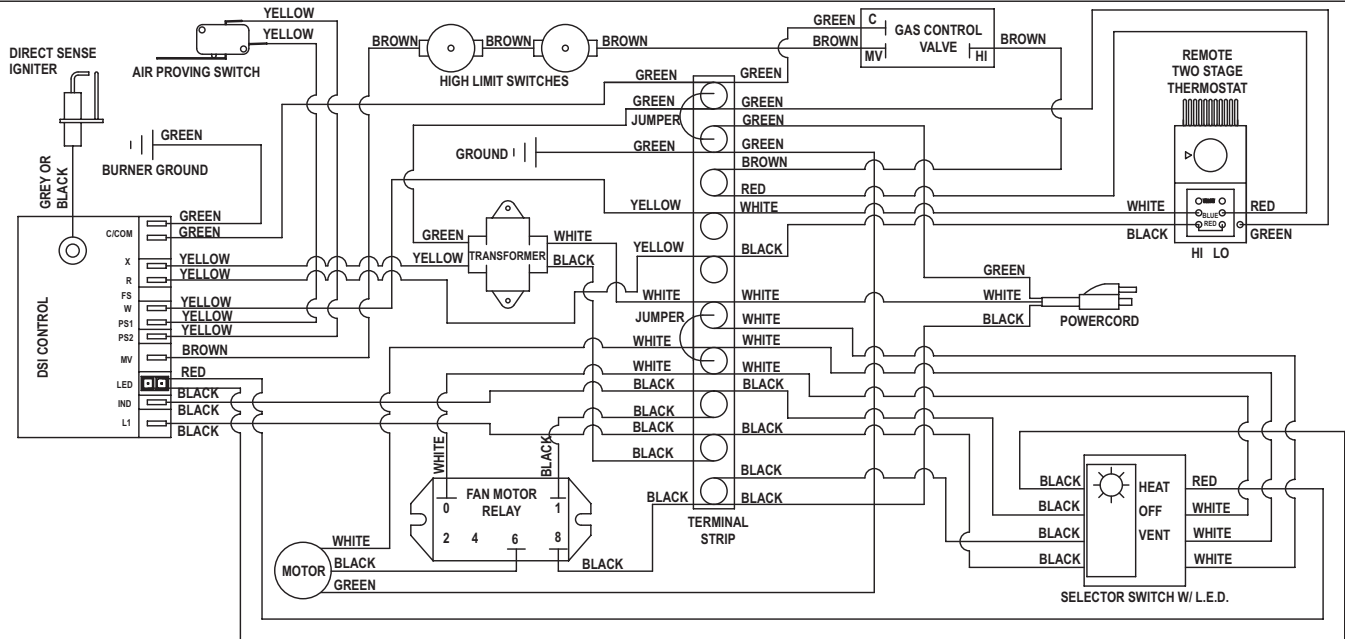 YELLOW
YELLOW
DIRECT SENSE
IGNITER
AIR PROVING SWITCH
BROWN
BROWN
BROWN
HIGH LIMIT SWITCHES
GREEN
C
GAS CONTROL
VALVE
BROWN
MV
HI
BROWN
REMOTE
TWO STAGE
THERMOSTAT
GREEN
GREEN
GREEN
GREEN
JUMPER
GREEN
GREEN
BURNER GROUND
GROUND
GREEN
GREEN
BROWN
GREY OR
BLACK
RED
YELLOW
WHITE
WHITE
BLUE
RED
RED
BLACK
GREEN
HI LO
DSI CONTROL
GREEN
C/COM
GREEN
GREEN
WHITE
YELLOW
TRANSFORMER
BLACK
YELLOW
BLACK
X
YELLOW
R
YELLOW
FS
W
YELLOW
PS1
YELLOW
PS2
YELLOW
MV
BROWN
LED
RED
BLACK
IND
BLACK
L1
BLACK
GREEN
WHITE
WHITE
WHITE
BLACK
POWERCORD
JUMPER
WHITE
WHITE
WHITE
WHITE
WHITE
BLACK
BLACK
BLACK
BLACK
BLACK
BLACK
BLACK
BLACK
BLACK
BLACK
TERMINAL
STRIP
WHITE
BLACK
FAN MOTOR
RELAY
0
1
2
4
6
8
BLACK
WHITE
BLACK
GREEN
MOTOR
BLACK
HEAT
RED
BLACK
OFF
WHITE
BLACK
VENT
WHITE
BLACK
WHITE
SELECTOR SWITCH W/ L.E.D.